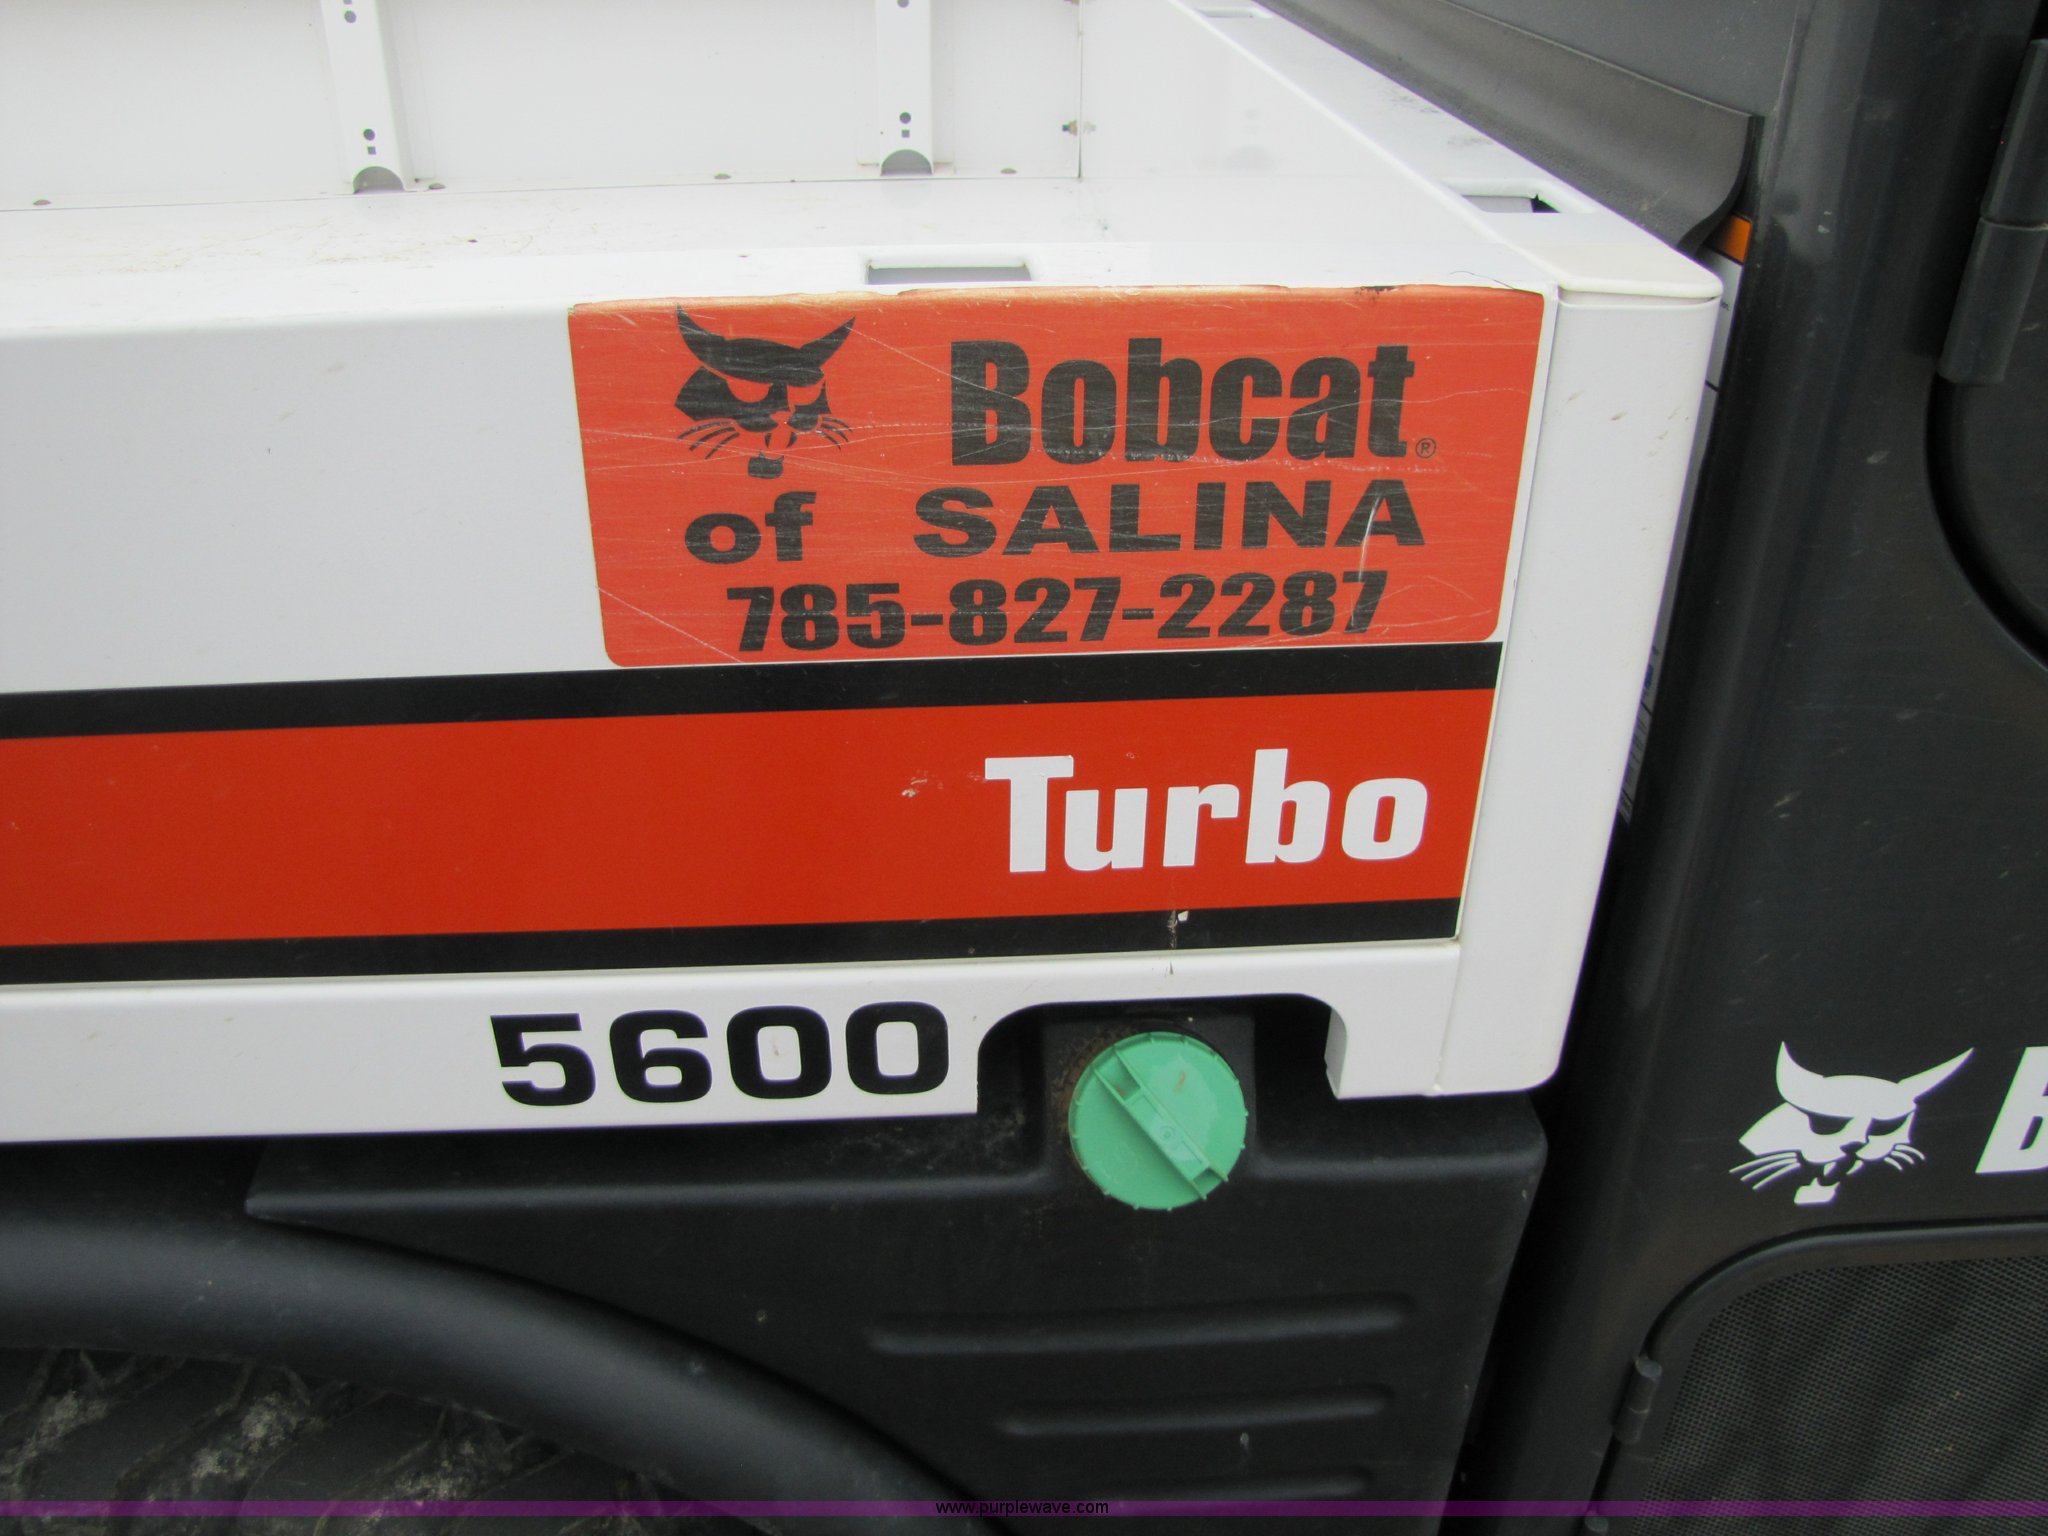 Bobcat®
of SALINA
785-827-2287
Turbo
5600
www.purplewave.com